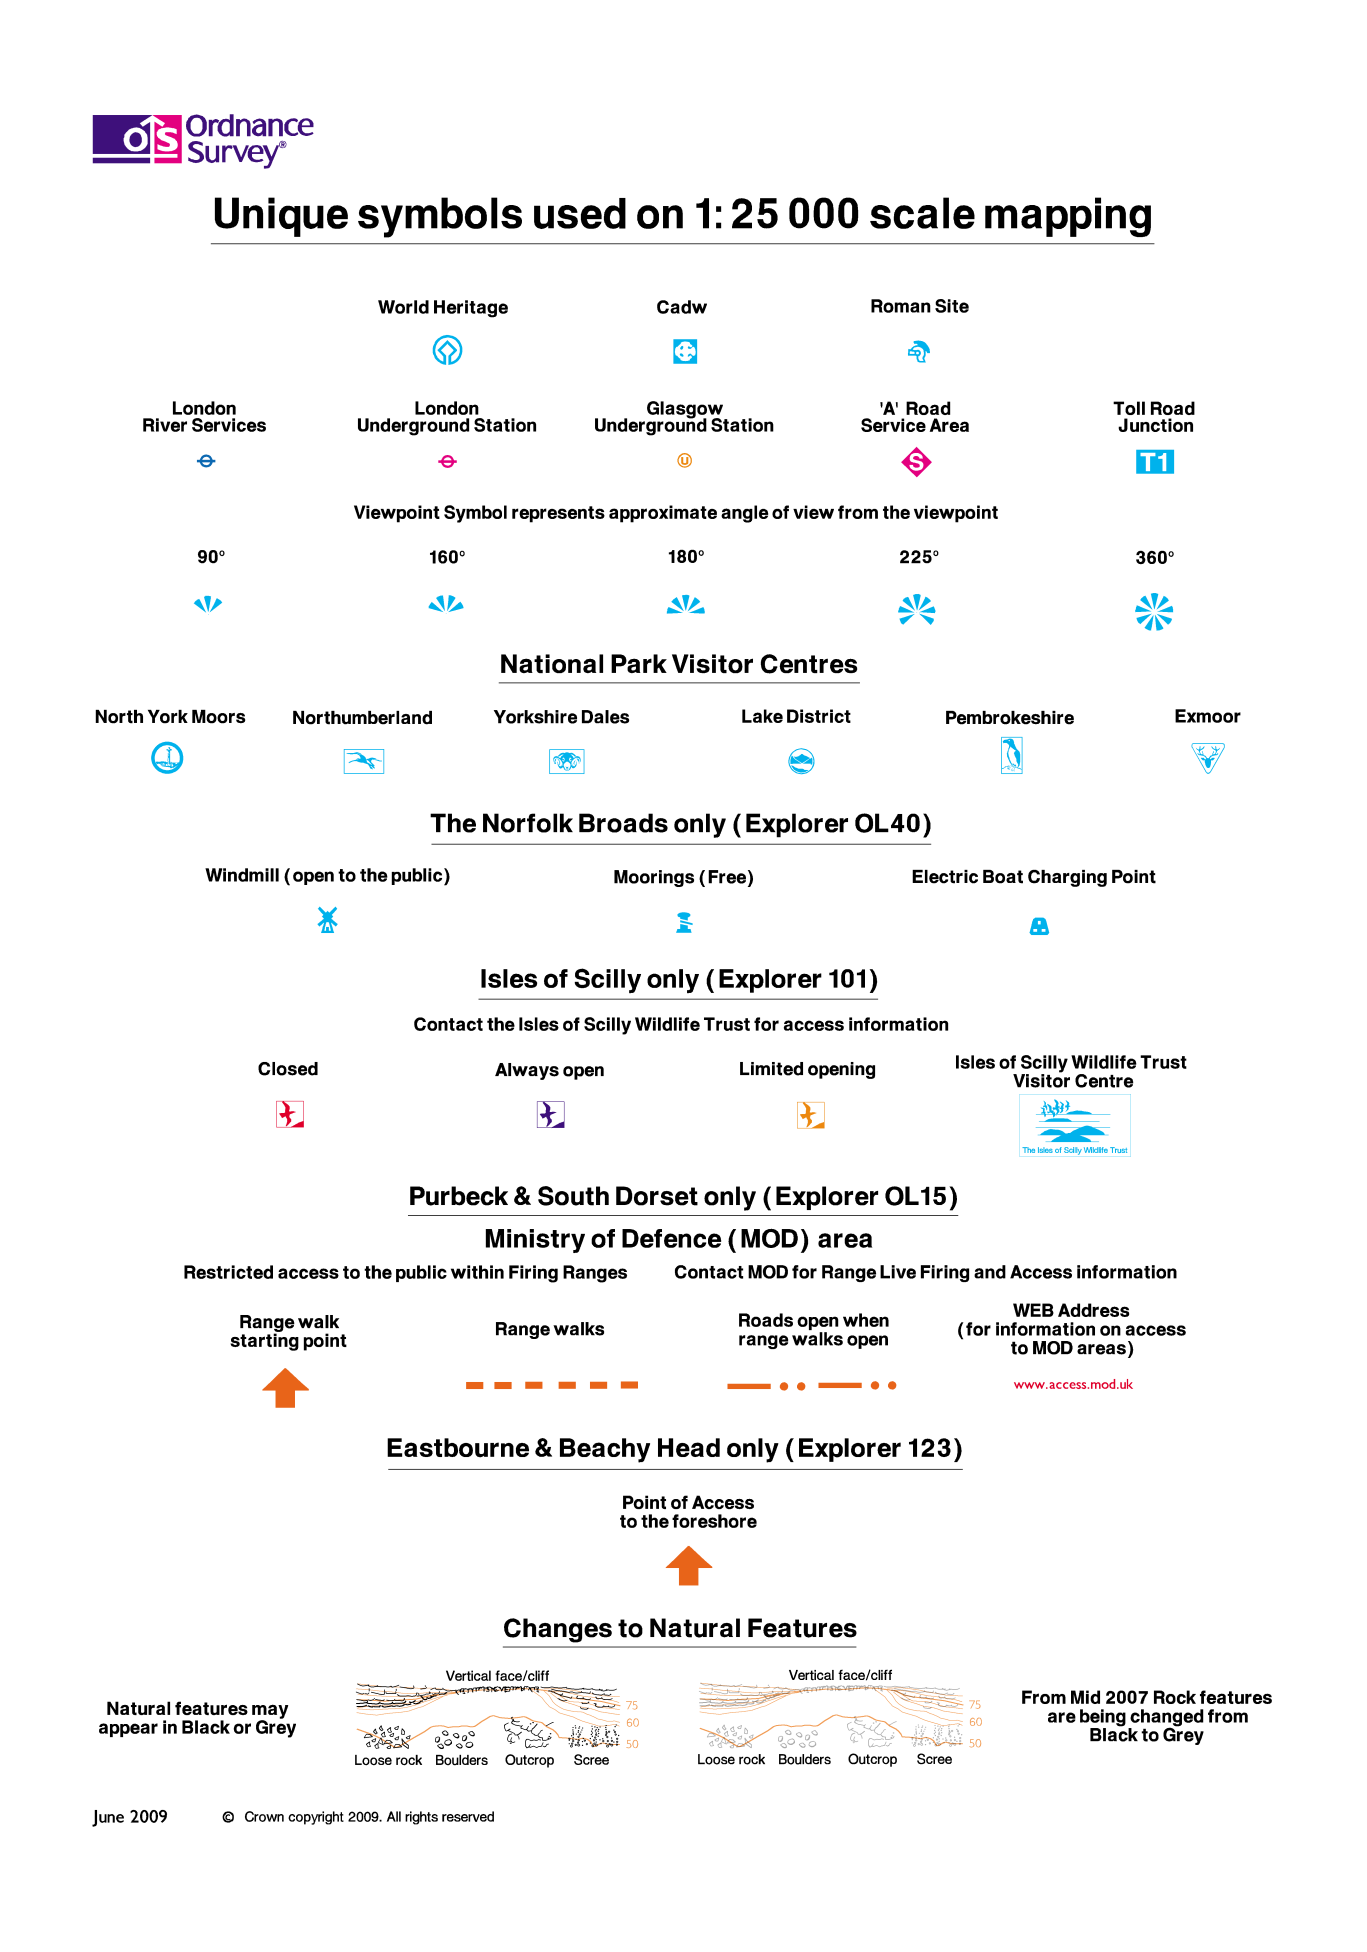 OS Ordnance
Survey®
Unique symbols used on 1:25 000 scale mapping
World Heritage
Cadw
Roman Site
London
River Services
London
Underground Station
Glasgow
Underground Station
'A' Road
Service Area
Toll Road
Junction
U
S
T1
Viewpoint Symbol represents approximate angle of view from the viewpoint
90°
160°
180°
225°
360°
National Park Visitor Centres
North York Moors
Northumberland
Yorkshire Dales
Lake District
Pembrokeshire
Exmoor
The Norfolk Broads only (Explorer OL40)
Windmill (open to the public)
Moorings (Free)
Electric Boat Charging Point
Isles of Scilly only (Explorer 101)
Contact the Isles of Scilly Wildlife Trust for access information
Closed
Always open
Limited opening
Isles of Scilly Wildlife Trust
Visitor Centre
The Isles of Scilly Wildlife Trust
Purbeck & South Dorset only (Explorer OL15)
Ministry of Defence (MOD) area
Restricted access to the public within Firing Ranges
Contact MOD for Range Live Firing and Access information
Range walk
starting point
Range walks
Roads open when
range walks open
WEB Address
(for information on access
to MOD areas)
www.access.mod.uk
Eastbourne & Beachy Head only (Explorer 123)
Point of Access
to the foreshore
Changes to Natural Features
Natural features may
appear in Black or Grey
Vertical face/cliff
75
60
50
Loose rock Boulders Outcrop Scree
Vertical face/cliff
75
60
50
Loose rock Boulders Outcrop Scree
From Mid 2007 Rock features
are being changed from
Black to Grey
June 2009
© Crown copyright 2009. All rights reserved